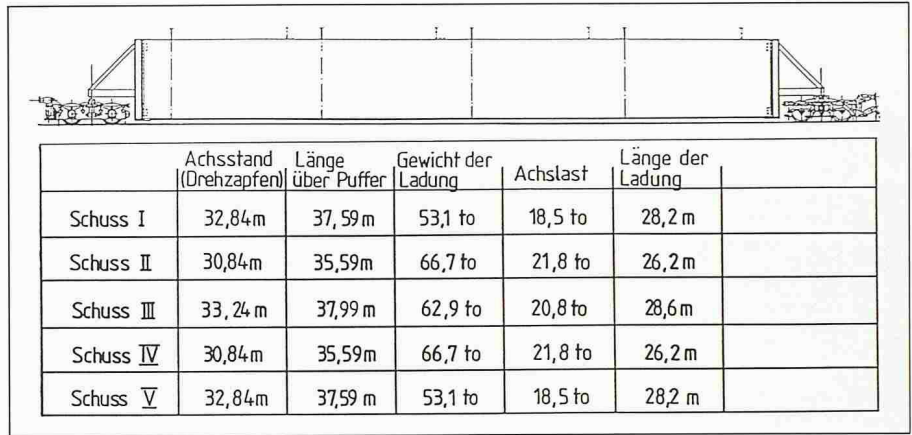 Achsstand (Drehzapfen) Länge über Puffer Gewicht der Ladung Achslast Länge der Ladung
Schuss I 32,84m 37,59m 53,1 to 18,5 to 28,2 m
Schuss II 30,84m 35,59m 66,7 to 21,8 to 26,2m
Schuss III 33,24m 37,99 m 62,9 to 20,8 to 28,6m
Schuss IV 30,84m 35,59m 66,7 to 21,8 to 26,2m
Schuss V 32,84m 37,59 m 53,1 to 18,5 to 28,2 m